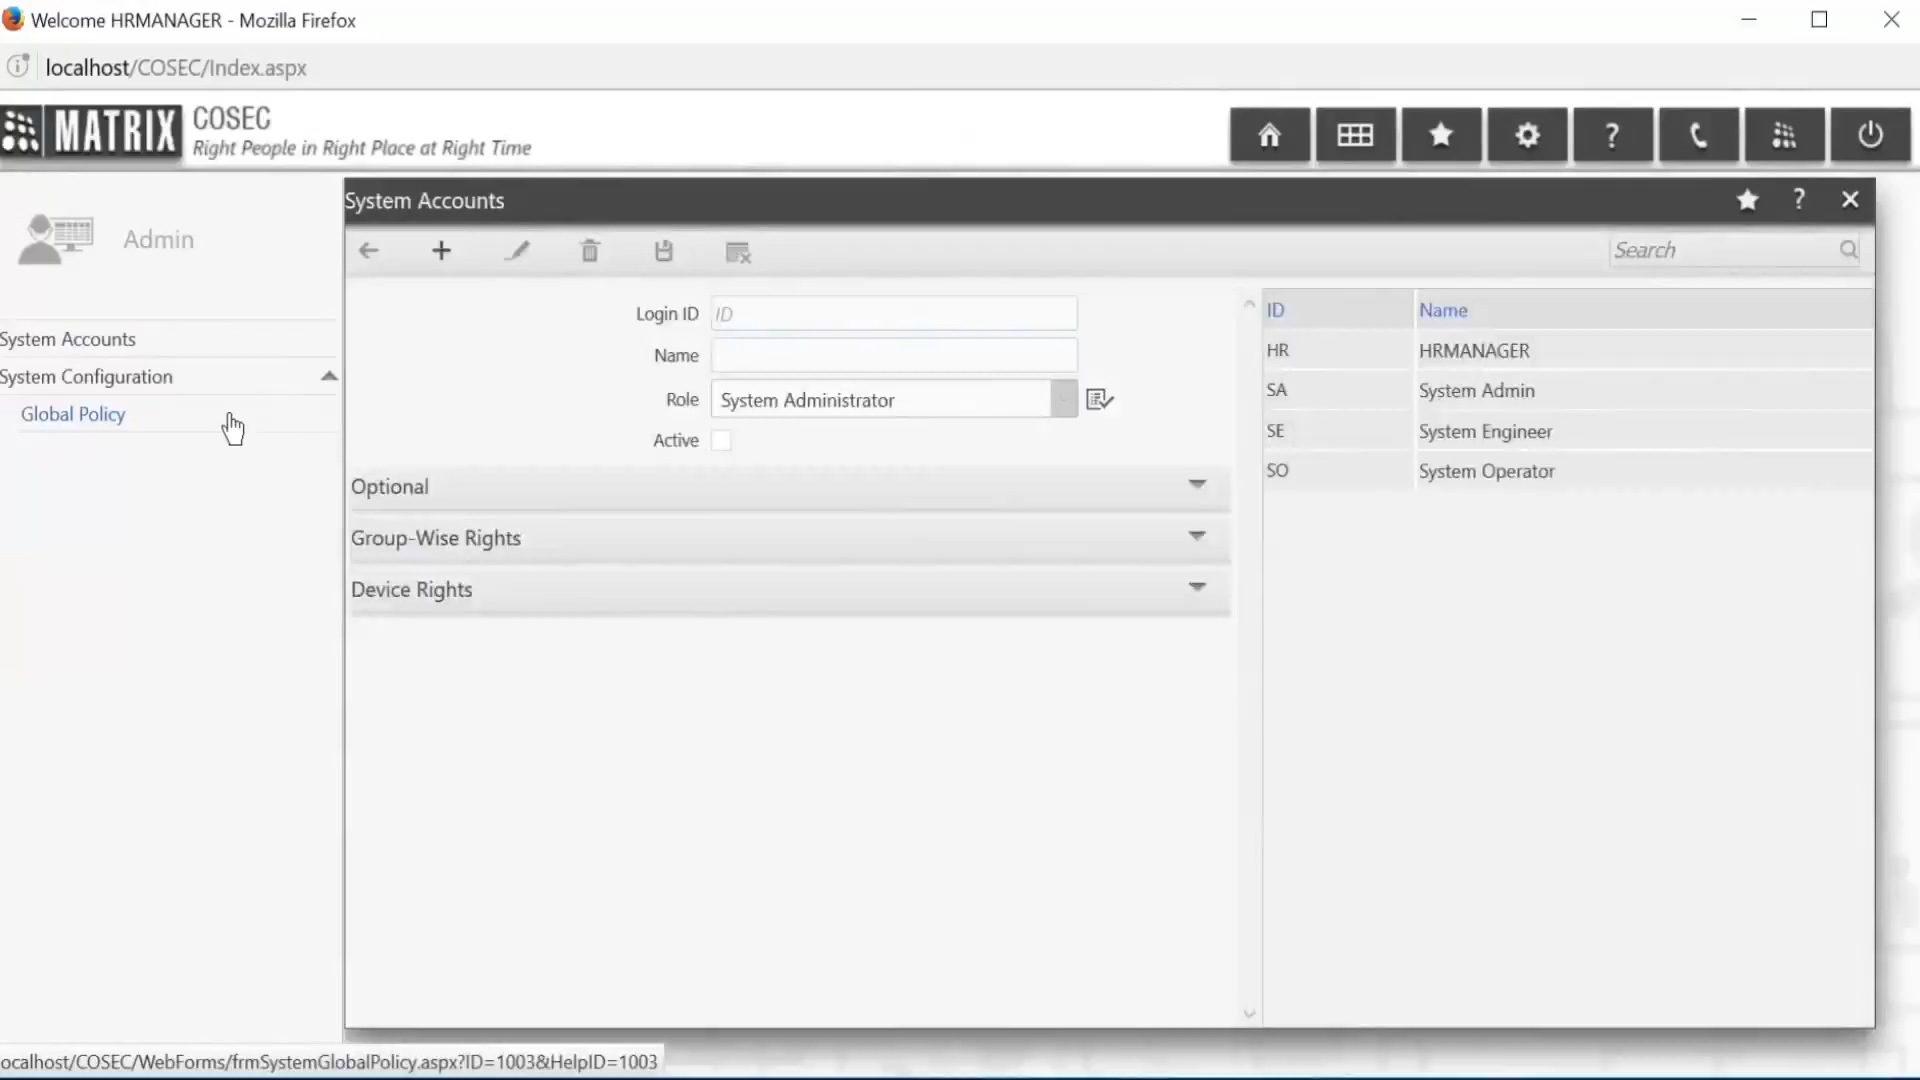 Welcome HRMANAGER - Mozilla Firefox
localhost/COSEC/Index.aspx
MATRIX
COSEC
Right People in Right Place at Right Time
?
Admin
System Accounts
System Configuration
Global Policy
System Accounts
?
Search
Login ID
ID
Name
Role
System Administrator
Active
Optional
Group-Wise Rights
Device Rights
ID Name
HR HRMANAGER
SA System Admin
SE System Engineer
SO System Operator
ocalhost/COSEC/WebForms/frmSystemGlobalPolicy.aspx?ID=1003&HelpID=1003